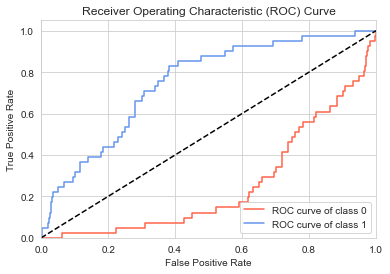 Receiver Operating Characteristic (ROC) Curve
1.0
0.8
0.6
0.4
0.2
0.0
True Positive Rate
ROC curve of class 0
ROC curve of class 1
0.0 0.2 0.4 0.6 0.8 1.0
False Positive Rate